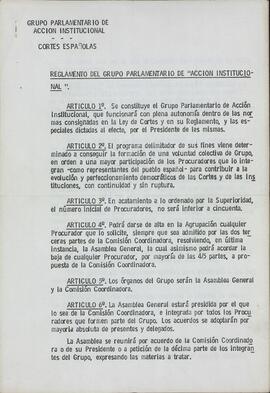 GRUPO PARLAMENTARIO DE
ACCION INSTITUCIONAL
- - -
CORTES ESPAÑOLAS
REGLAMENTO DEL GRUPO PARLAMENTARIO DE "ACCION INSTITUCIO-
NAL ".
ARTICULO 1º. Se constituye el Grupo Parlamentario de Acción
Institucional, que funcionará con plena autonomía dentro de las nor
mas consignadas en la Ley de Cortes y en su Reglamento, y las es-
peciales dictadas al efecto, por el Presidente de las mismas.
ARTICULO 2º. El programa delimitador de sus fines viene deter-
minado a conseguir la formación de una voluntad colectiva de Grupo,
en orden a una mayor participación de los Procuradores que lo inte-
gran -como representantes del pueblo español- para contribuir a la
evolución y perfeccionamiento democráticos de las Cortes y de las Ins
tituciones, con continuidad y sin ruptura.
ARTICULO 3º. En acatamiento a lo ordenado por la Superioridad,
el número inicial de Procuradores, no será inferior a cincuenta.
ARTICULO 4º. Podrá darse de alta en la Agrupación cualquier
Procurador que lo solicite, siempre que sea admitido por las dos ter
ceras partes de la Comisión Coordinadora, resolviendo, en última
instancia, la Asamblea General, la cual asimismo podrá acordar la
baja de cualquier Procurador, por mayoría de las 4/5 partes, a pro-
puesta de la Comisión Coordinadora.
ARTICULO 5º. Los órganos del Grupo serán la Asamblea General
y la Comisión Coordinadora.
ARTICULO 6º. La Asamblea General estará presidida por el que
lo sea de la Comisión Coordinadora, e integrada por todos los Procu
radores que formen parte del Grupo. Los acuerdos se adoptarán por
mayoría absoluta de presentes y delegados.
La Asamblea se reunirá por acuerdo de la Comisión Coordinado
ra o de su Presidente o a petición de la décima parte de los integran
tes del Grupo, expresando las materias a tratar.